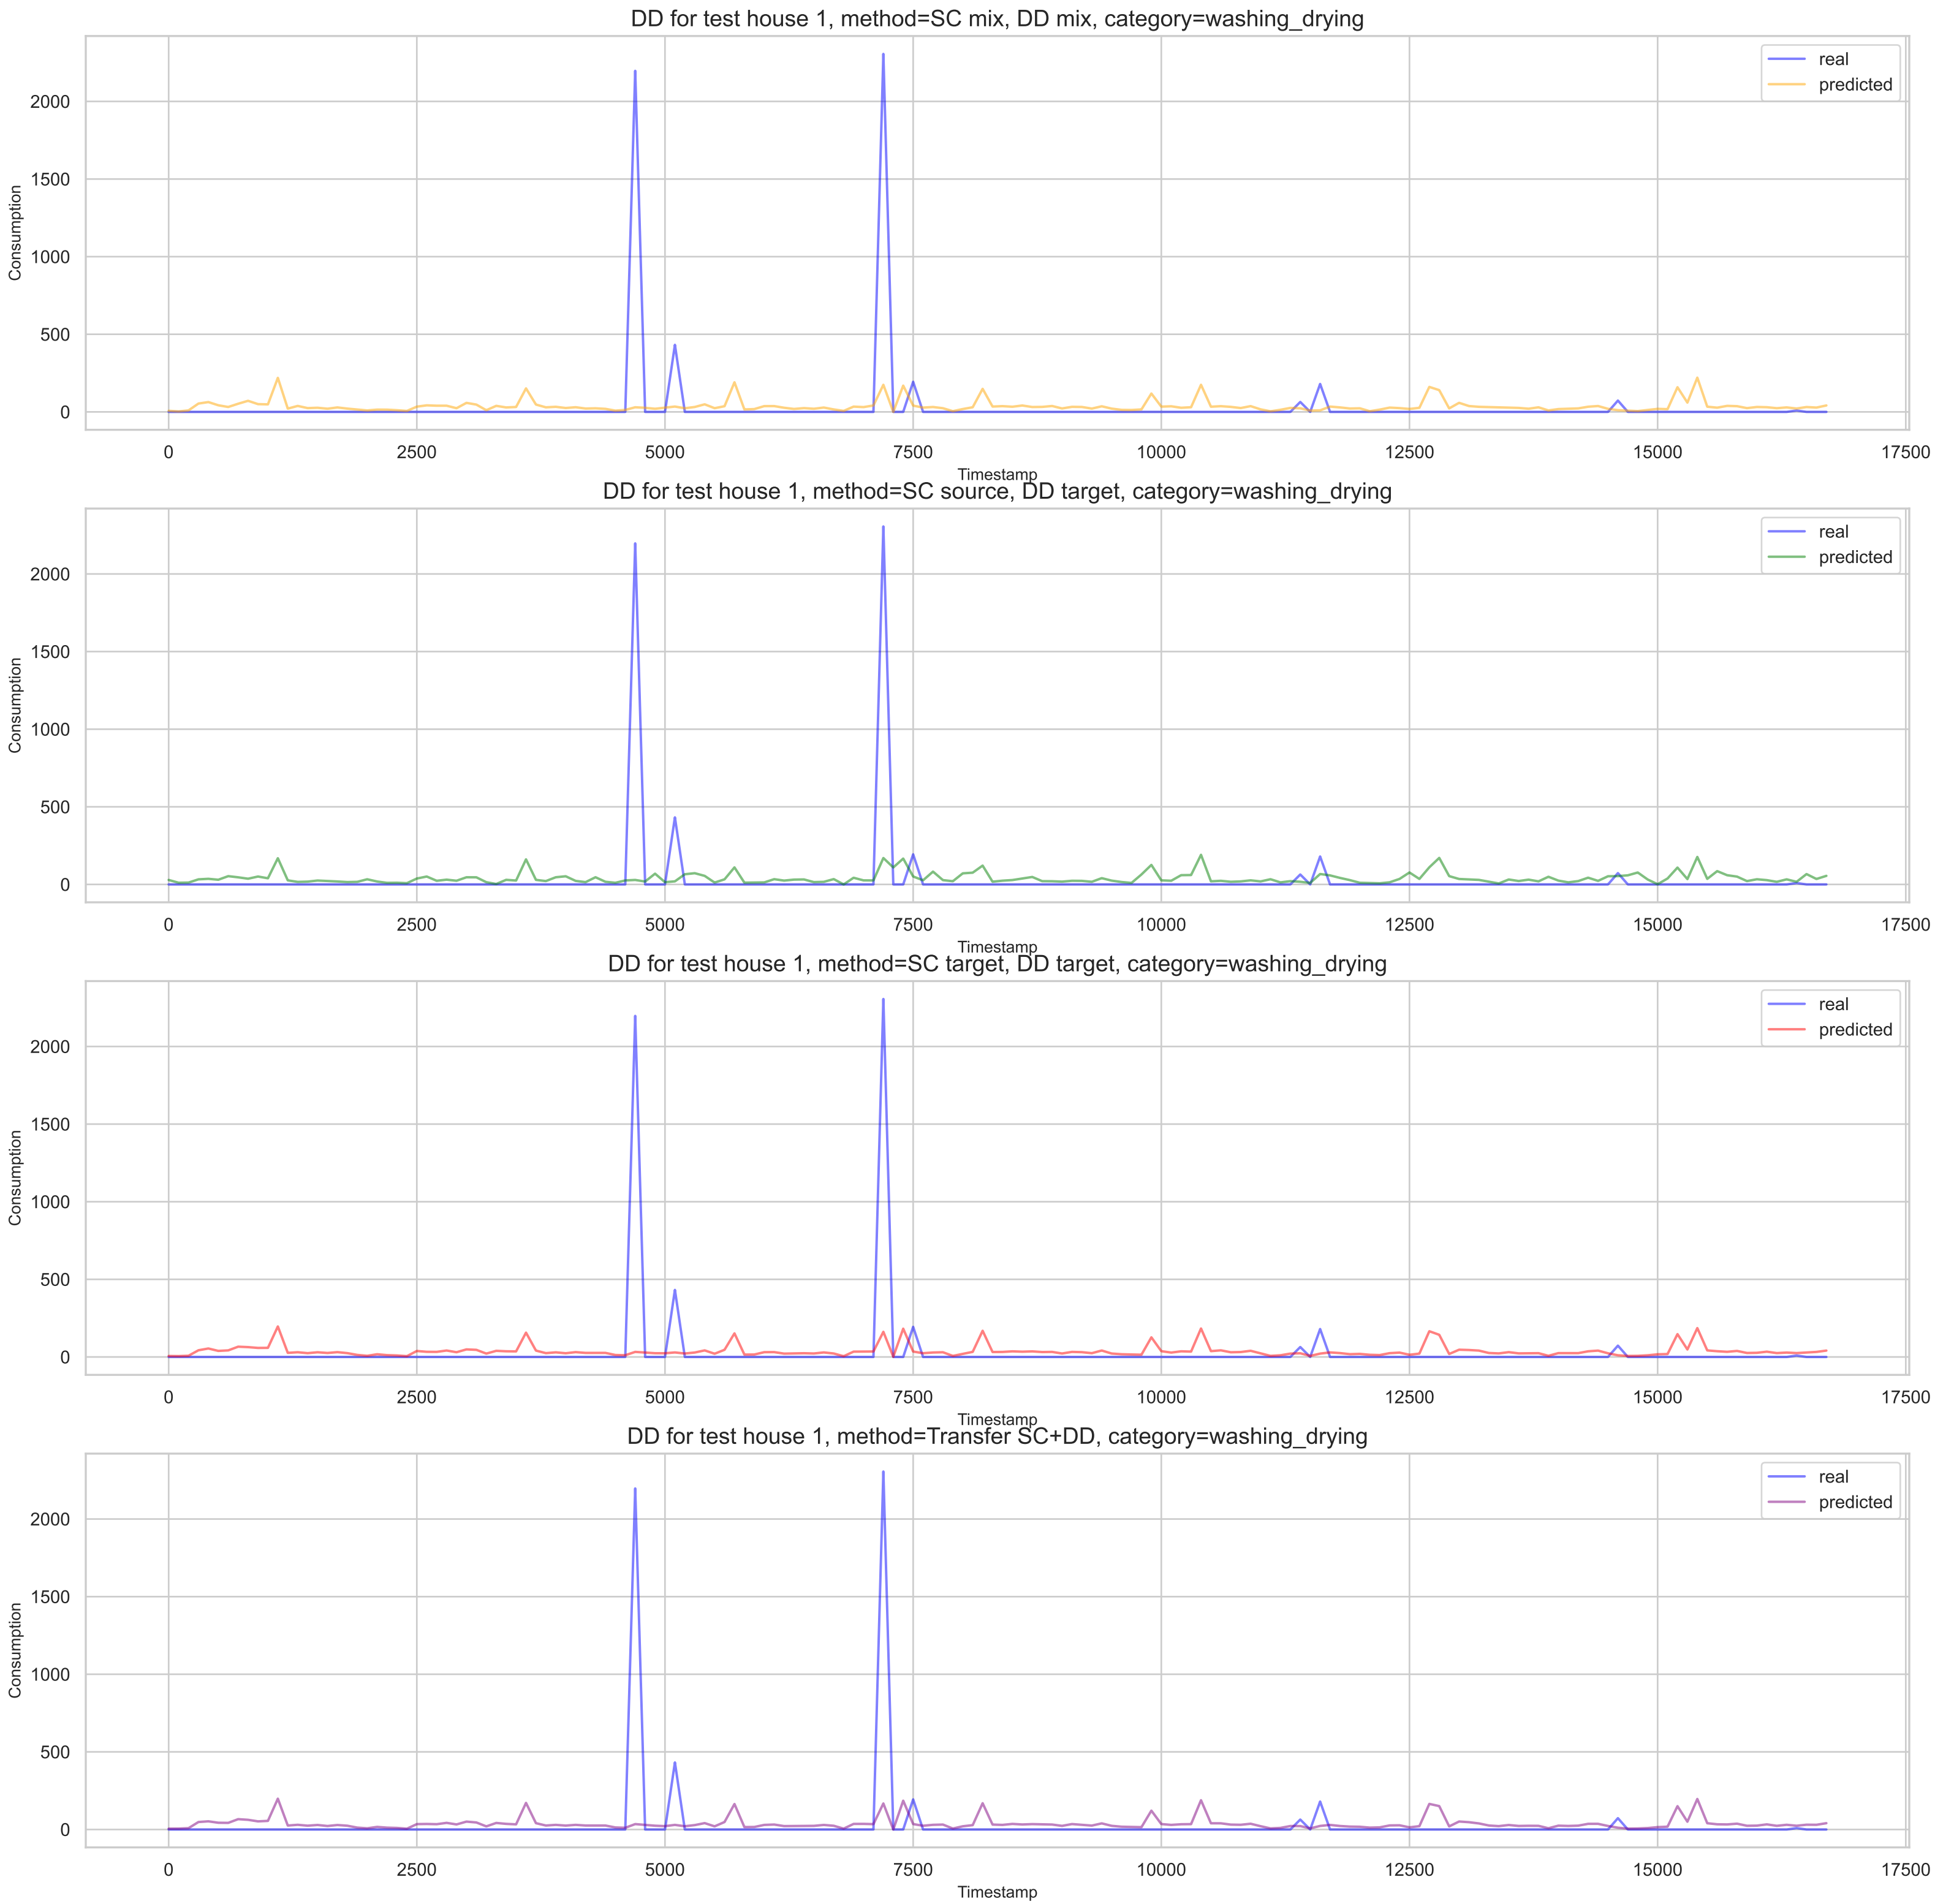 DD for test house 1, method=SC mix, DD mix, category=washing_drying
real
predicted
Consumption
2000
1500
1000
500
0
0 2500 5000 7500 10000 12500 15000 17500
Timestamp
DD for test house 1, method=SC source, DD target, category=washing_drying
real
predicted
Consumption
2000
1500
1000
500
0
0 2500 5000 7500 10000 12500 15000 17500
Timestamp
DD for test house 1, method=SC target, DD target, category=washing_drying
real
predicted
Consumption
2000
1500
1000
500
0
0 2500 5000 7500 10000 12500 15000 17500
Timestamp
DD for test house 1, method=Transfer SC+DD, category=washing_drying
real
predicted
Consumption
2000
1500
1000
500
0
0 2500 5000 7500 10000 12500 15000 17500
Timestamp